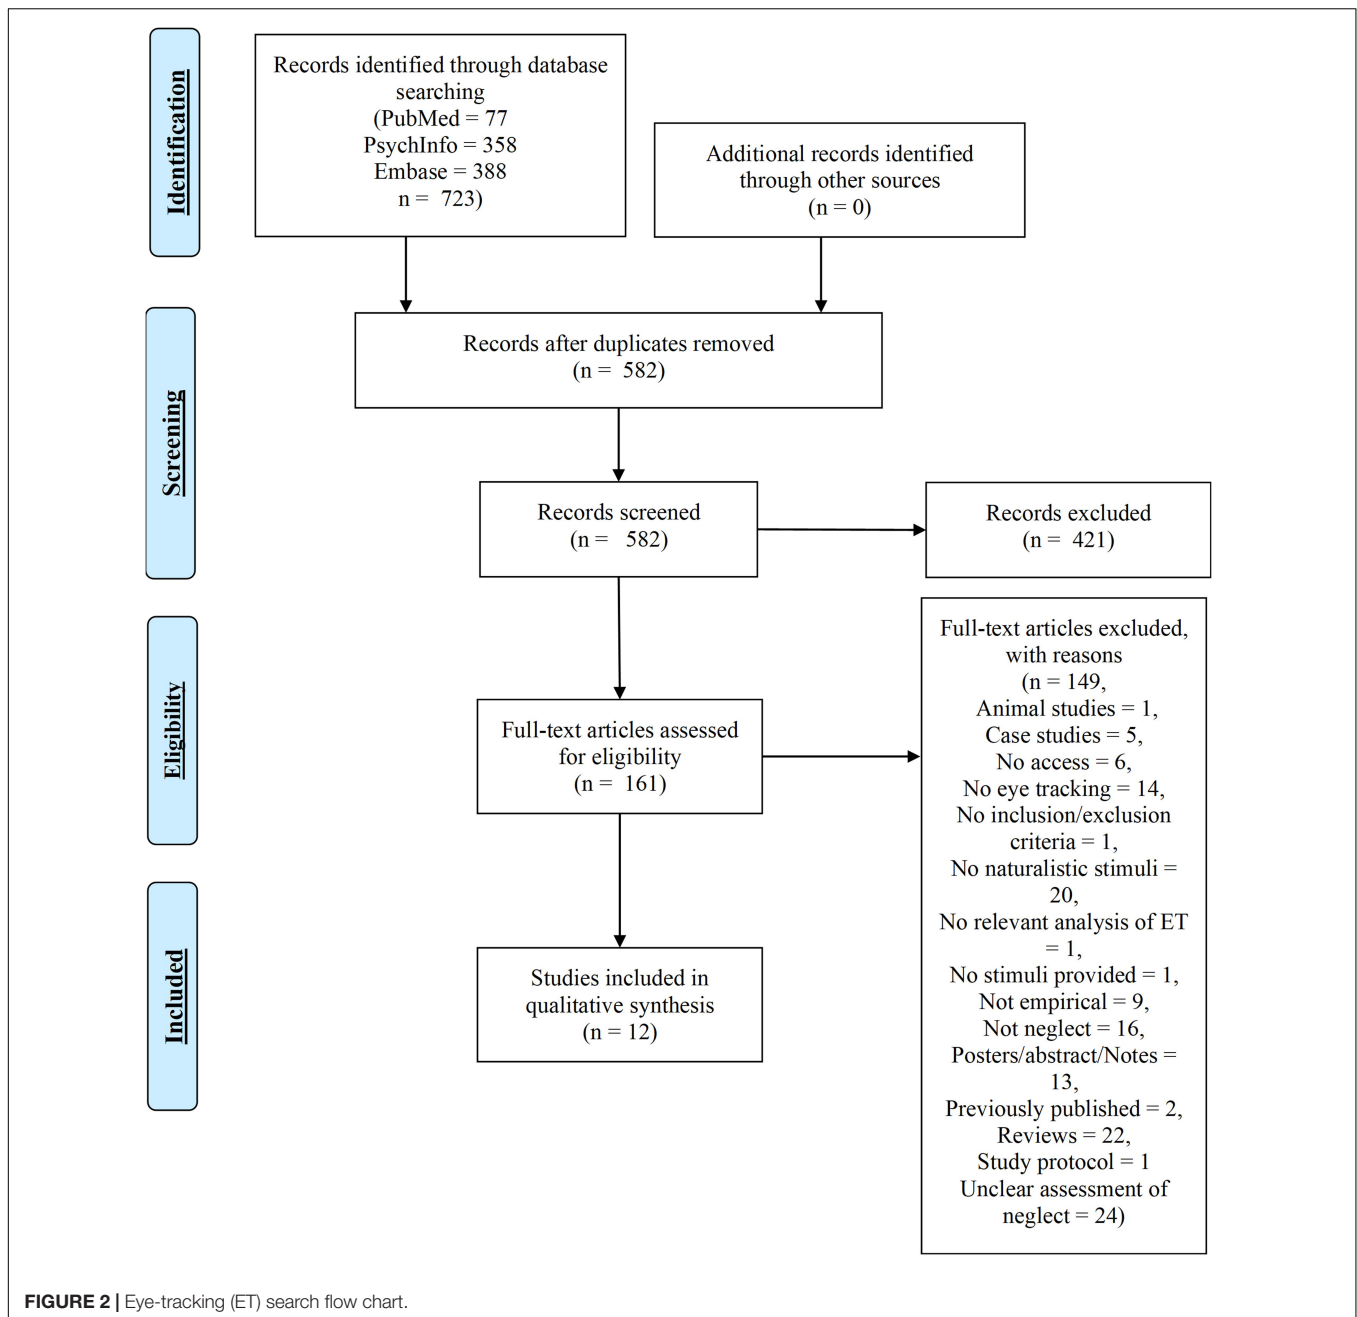 Identification
Records identified through database
searching
(PubMed = 77
PsychInfo = 358
Embase = 388
n = 723)
Additional records identified
through other sources
(n = 0)
Screening
Records after duplicates removed
(n = 582)
Records screened
(n = 582)
Records excluded
(n = 421)
Eligibility
Full-text articles assessed
for eligibility
(n = 161)
Full-text articles excluded,
with reasons
(n = 149,
Animal studies = 1,
Case studies = 5,
No access = 6,
No eye tracking = 14,
No inclusion/exclusion
criteria = 1,
No naturalistic stimuli =
20,
No relevant analysis of ET
= 1,
No stimuli provided = 1,
Not empirical = 9,
Not neglect = 16,
Posters/abstract/Notes =
13,
Previously published = 2,
Reviews = 22,
Study protocol = 1
Unclear assessment of
neglect = 24)
Included
Studies included in
qualitative synthesis
(n = 12)
FIGURE 2 | Eye-tracking (ET) search flow chart.